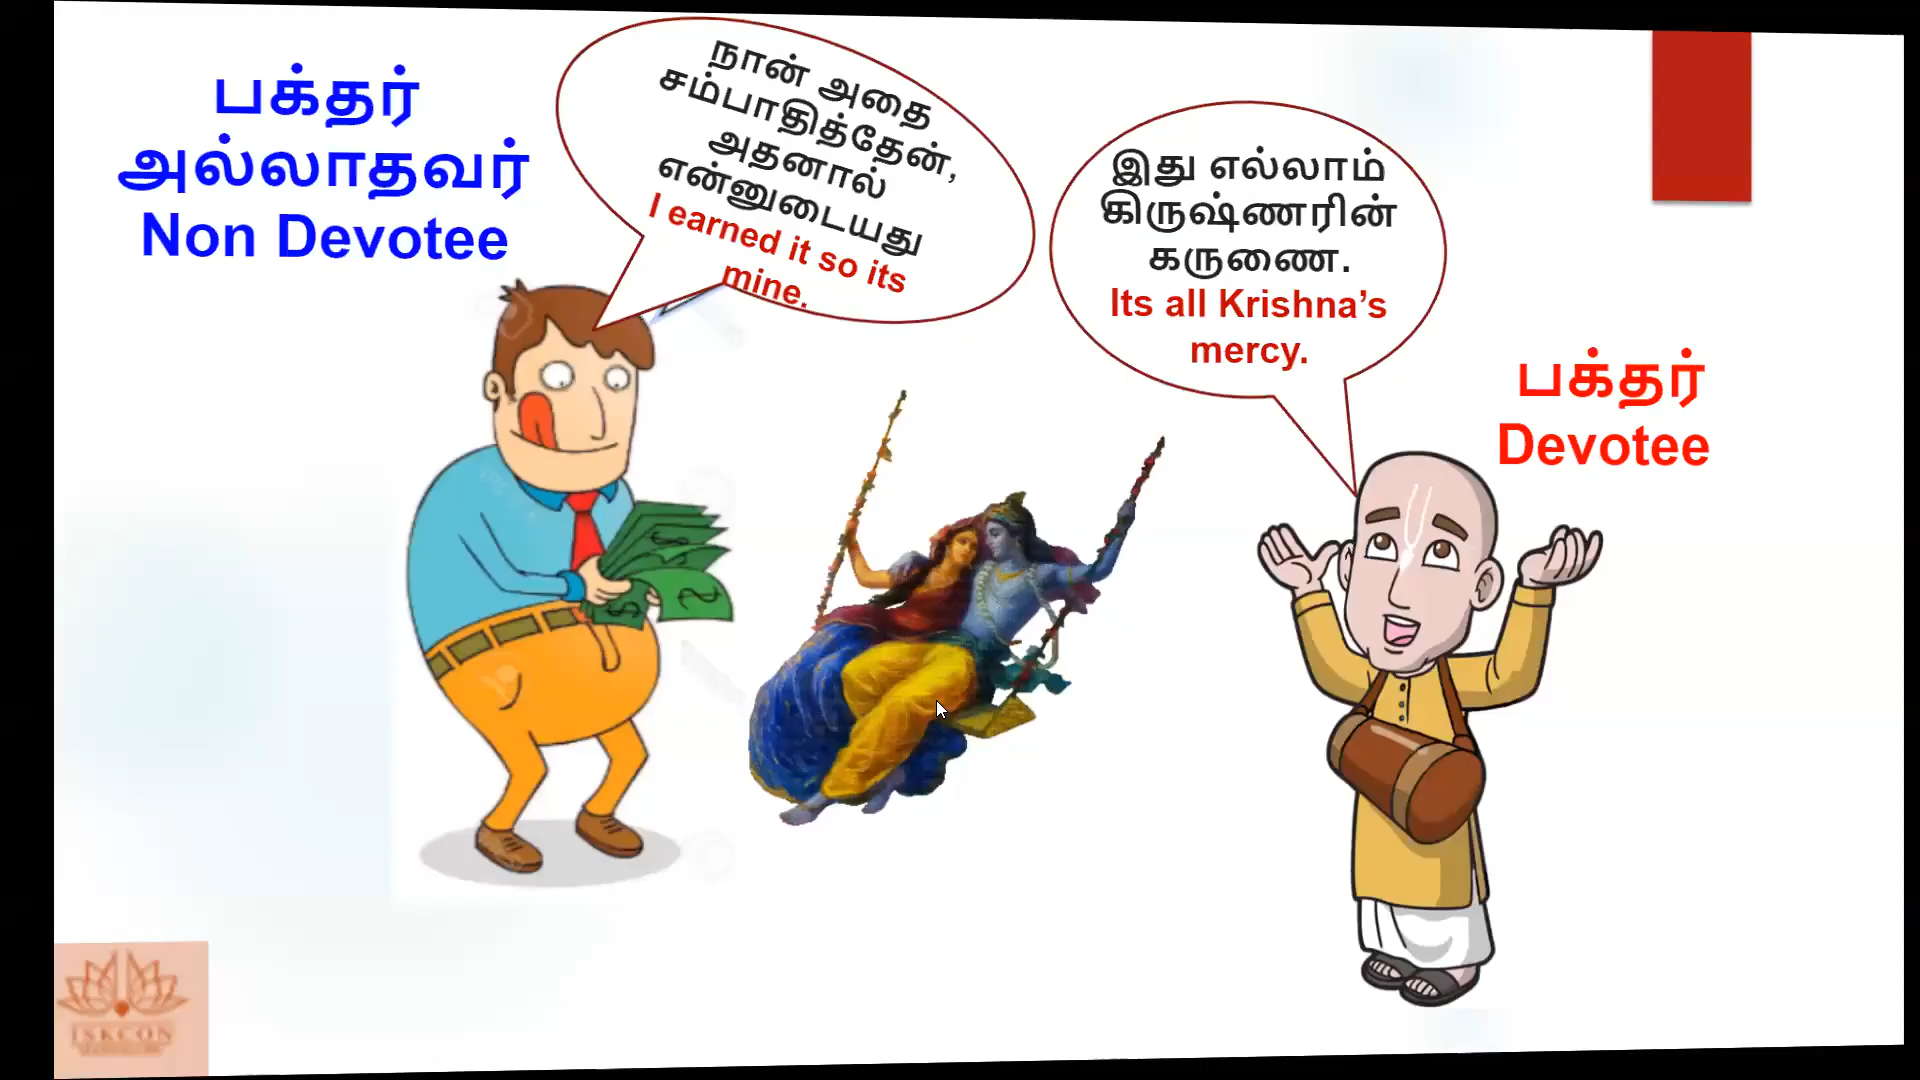 பக்தர்
அல்லாதவர்
Non Devotee
நான் அதை
சம்பாதித்தேன்,
அதனால்
என்னுடையது
I earned it so its
mine.
இது எல்லாம்
கிருஷ்ணரின்
கருணை.
Its all Krishna’s
mercy.
பக்தர்
Devotee
ISKCON